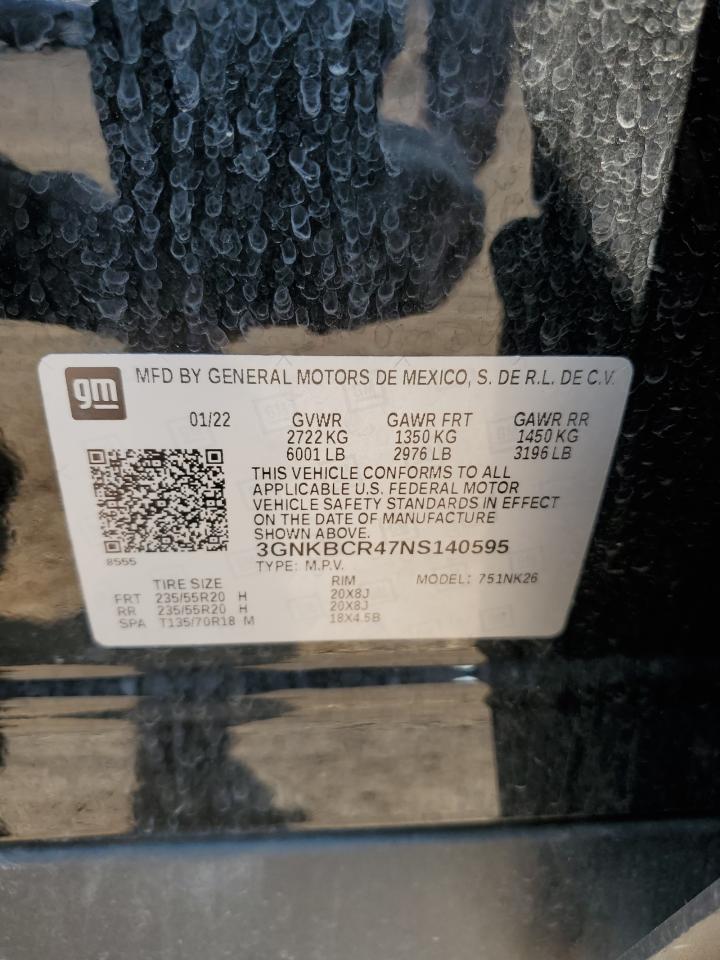 gm MFD BY GENERAL MOTORS DE MEXICO, S. DE R.L. DE C.V.
01/22 GVWR GAWR FRT GAWR RR
2722 KG 1350 KG 1450 KG
6001 LB 2976 LB 3196 LB
THIS VEHICLE CONFORMS TO ALL
APPLICABLE U.S. FEDERAL MOTOR
VEHICLE SAFETY STANDARDS IN EFFECT
ON THE DATE OF MANUFACTURE
SHOWN ABOVE.
3GNKBCR47NS140595
8555 TYPE: M.P.V.
TIRE SIZE RIM MODEL: 751NK26
FRT 235/55R20 H 20X8J
RR 235/55R20 H 20X8J
SPA T135/70R18 M 18X4.5B